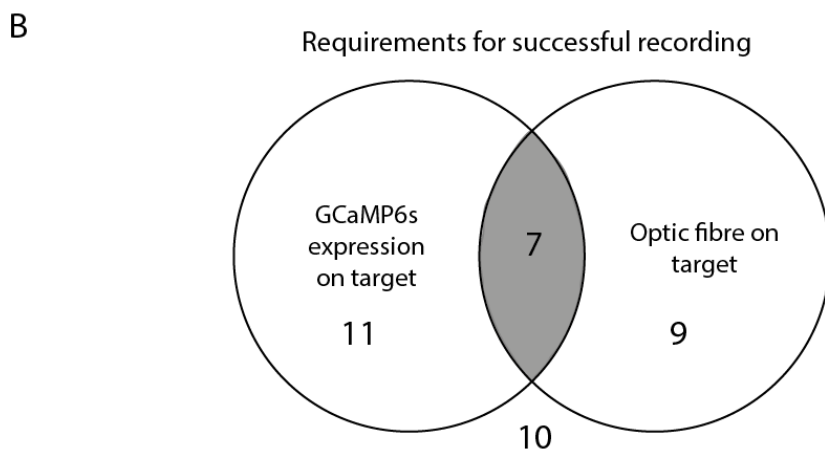 B
Requirements for successful recording
GCaMP6s
expression
on target
11
7
Optic fibre on
target
9
10